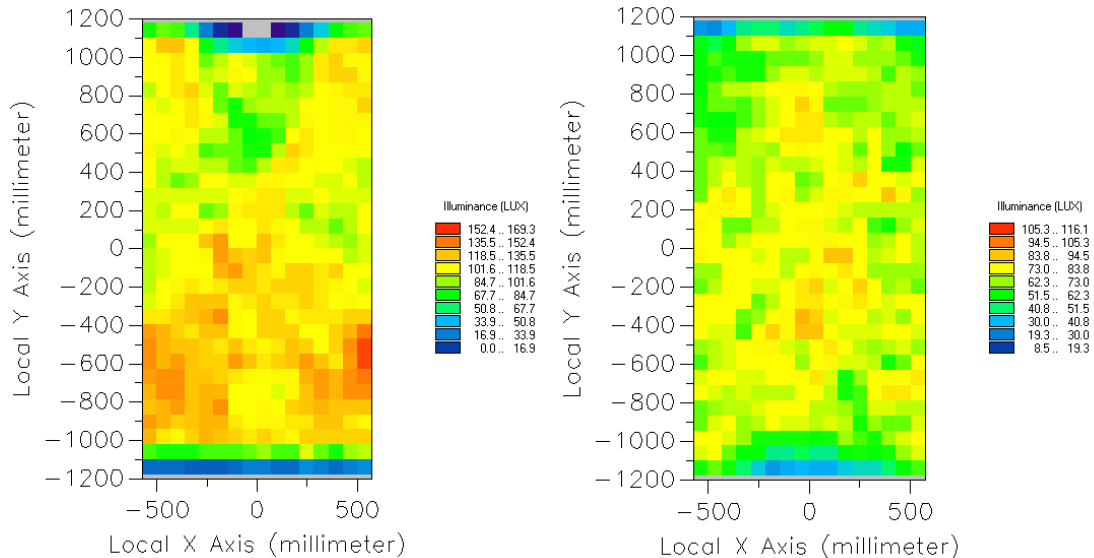 1200
1000
800
600
400
200
0
−200
−400
−600
−800
−1000
−1200
Local Y Axis (millimeter)
−500 0 500
Local X Axis (millimeter)
Illuminance (LUX)
152.4 .. 169.3
135.5 .. 152.4
118.5 .. 135.5
101.6 .. 118.5
84.7 .. 101.6
67.7 .. 84.7
50.8 .. 67.7
33.9 .. 50.8
16.9 .. 33.9
0.0 .. 16.9
1200
1000
800
600
400
200
0
−200
−400
−600
−800
−1000
−1200
Local Y Axis (millimeter)
−500 0 500
Local X Axis (millimeter)
Illuminance (LUX)
105.3 .. 116.1
94.5 .. 105.3
83.8 .. 94.5
73.0 .. 83.8
62.3 .. 73.0
51.5 .. 62.3
40.8 .. 51.5
30.0 .. 40.8
19.3 .. 30.0
8.5 .. 19.3